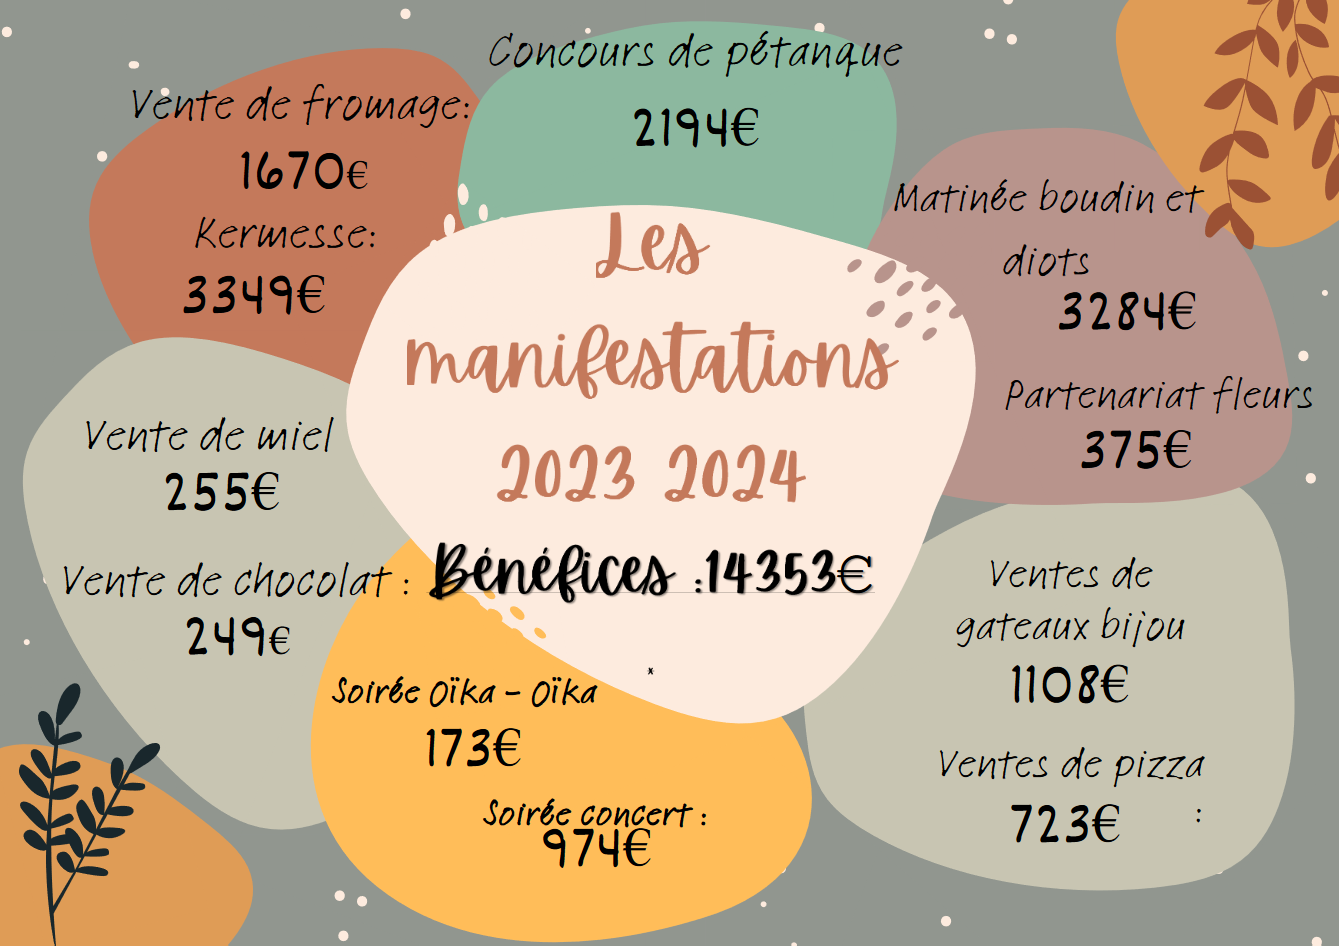 Concours de pétanque
2194€
Vente de fromage:
1670€
Kermesse:
3349€
Matinée boudin et
diots
3284€
Partenariat fleurs
375€
Les
manifestations
2023 2024
Bénéfices :14353€
*
Vente de miel
255€
Vente de chocolat :
249€
Soirée Oïka - Oïka
173€
Soirée concert :
974€
Ventes de
gateaux bijou
1108€
Ventes de pizza
:
723€